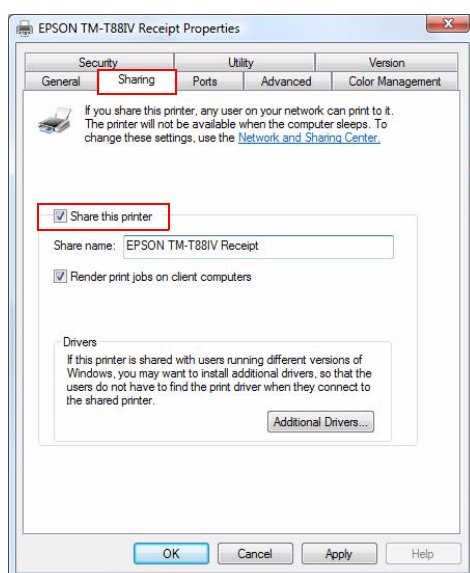 EPSON TM-T88IV Receipt Properties
Security Utility Version
General Sharing Ports Advanced Color Management
If you share this printer, any user on your network can print to it.
The printer will not be available when the computer sleeps. To
change these settings, use the Network and Sharing Center.
Share this printer
Share name: EPSON TM-T88IV Receipt
Render print jobs on client computers
Drivers
If this printer is shared with users running different versions of
Windows, you may want to install additional drivers, so that the
users do not have to find the print driver when they connect to
the shared printer.
Additional Drivers...
OK Cancel Apply Help